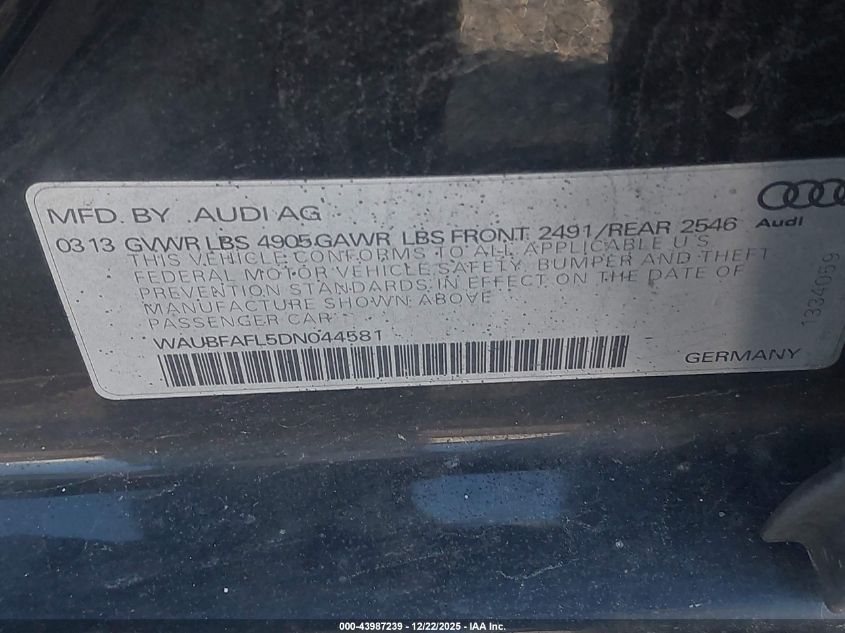 MFD. BY AUDI AG
Audi
03 13 GVWR LBS 4905 GAWR LBS FRONT 2491/REAR 2546
THIS VEHICLE CONFORMS TO ALL APPLICABLE U S
FEDERAL MOTOR VEHICLE SAFETY, BUMPER AND THEFT
PREVENTION STANDARDS IN EFFECT ON THE DATE OF
MANUFACTURE SHOWN ABOVE
PASSENGER CAR
WAUBFAFL5DN044581
GERMANY
1334059
000-43987239 - 12/22/2025 - IAA Inc.